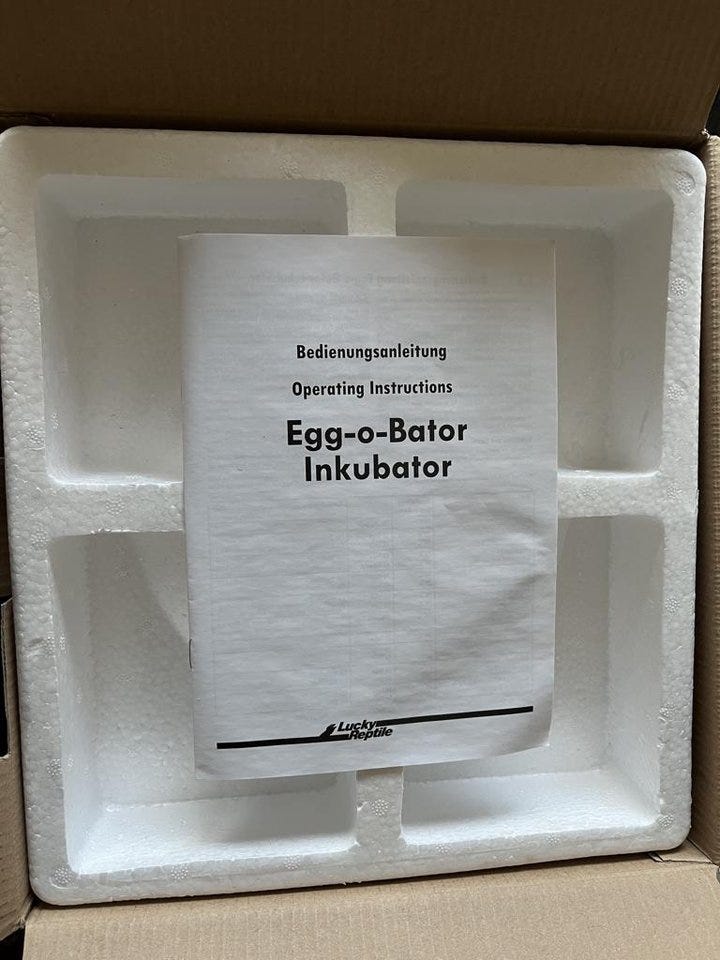 Bedienungsanleitung
Operating Instructions
Egg-o-Bator
Inkubator
Lucky
Reptile